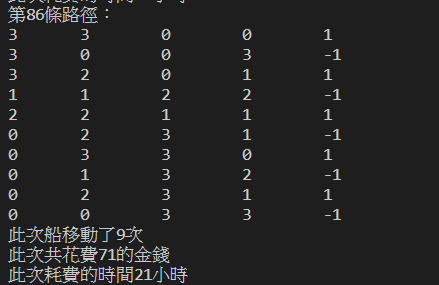 第86條路徑：
3 3 0 0 1
3 0 0 3 -1
3 2 0 1 1
1 1 2 2 -1
2 2 1 1 1
0 2 3 1 -1
0 3 3 0 1
0 1 3 2 -1
0 2 3 1 1
0 0 3 3 -1
此次船移動了9次
此次共花費71的金錢
此次耗費的時間21小時